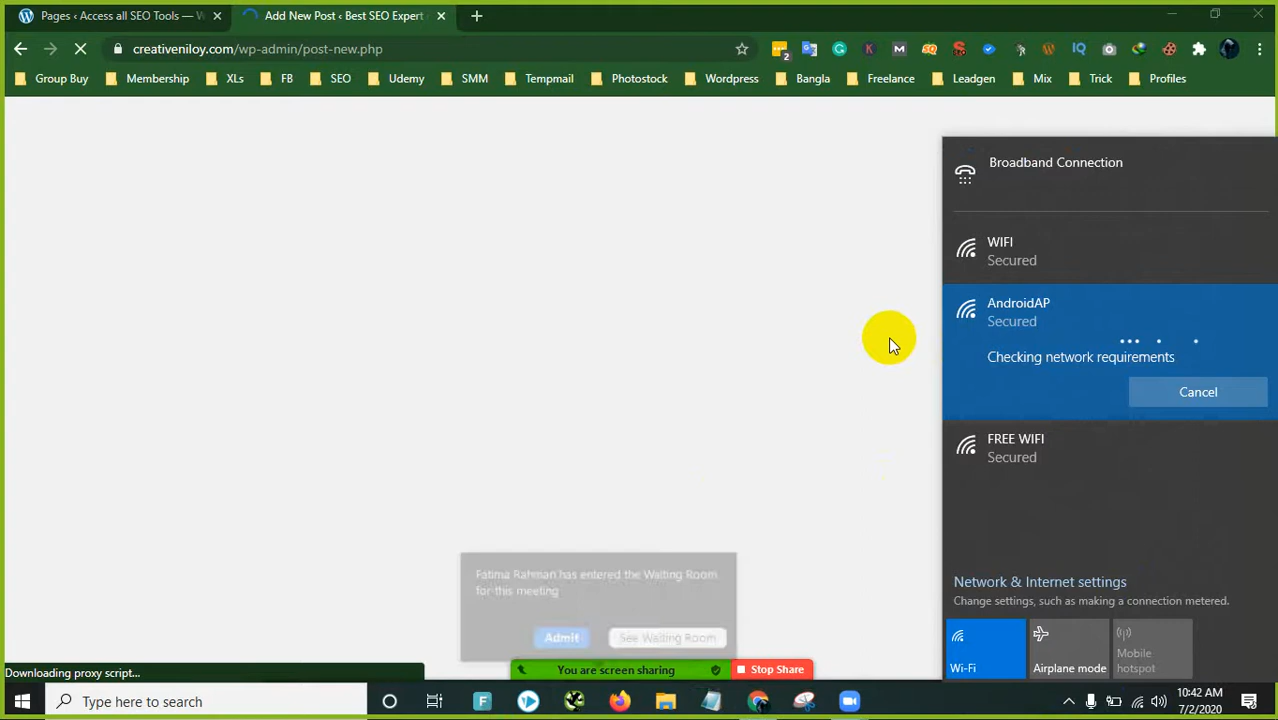 Pages ‹ Access all SEO Tools — W
Add New Post ‹ Best SEO Expert
creativeniloy.com/wp-admin/post-new.php
2
Group Buy
Membership
XLs
FB
SEO
Udemy
SMM
Tempmail
Photostock
Wordpress
Bangla
Freelance
Leadgen
Mix
Trick
Profiles
Broadband Connection
WIFI
Secured
AndroidAP
Secured
Checking network requirements
Cancel
FREE WIFI
Secured
Network & Internet settings
Change settings, such as making a connection metered.
Wi-Fi
Airplane mode
Mobile
hotspot
Fatima Rahman has entered the Waiting Room
for this meeting
Admit
See Waiting Room
You are screen sharing
Stop Share
Downloading proxy script...
Type here to search
10:42 AM
7/2/2020